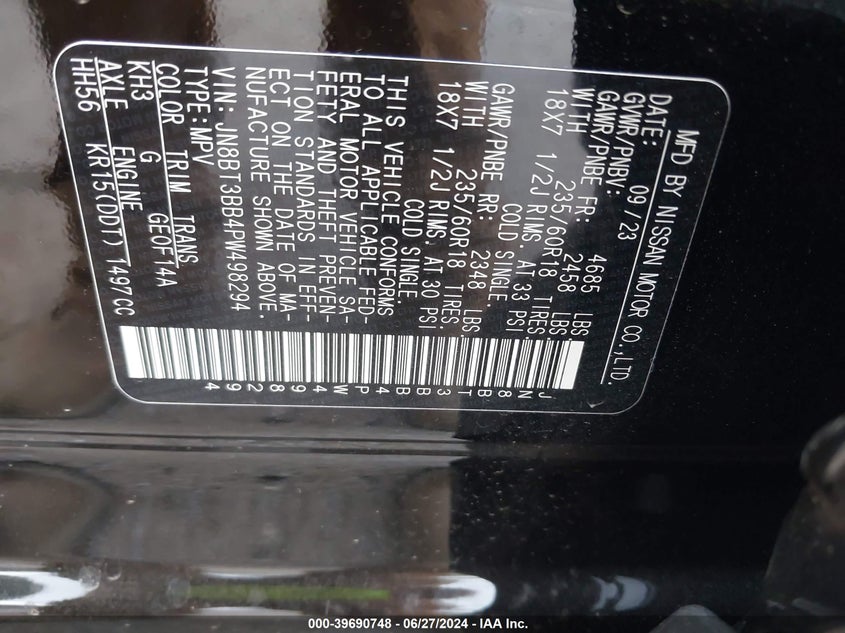 MFD BY NISSAN MOTOR CO.,LTD.
DATE: 09/23
GVWR/PNBV: 4685 LBS.
GAWR/PNBE FR: 2458 LBS.
WITH 235/60R18 TIRES.
18X7 1/2J RIMS. AT 33 PSI
COLD SINGLE
GAWR/PNBE RR: 2348 LBS.
WITH 235/60R18 TIRES.
18X7 1/2J RIMS. AT 30 PSI
COLD SINGLE.
THIS VEHICLE CONFORMS
TO ALL APPLICABLE FED-
ERAL MOTOR VEHICLE SA-
FETY AND THEFT PREVEN-
TION STANDARDS IN EFF-
ECT ON THE DATE OF MA-
NUFACTURE SHOWN ABOVE.
VIN: JN8BT3BB4PW498294
TYPE:MPV
COLOR TRIM TRANS
KH3 G GE0F14A
AXLE ENGINE
HH56 KR15(DDT) 1497CC
JN8BT3BB4PW498294
000-39690748 - 06/27/2024 - IAA Inc.